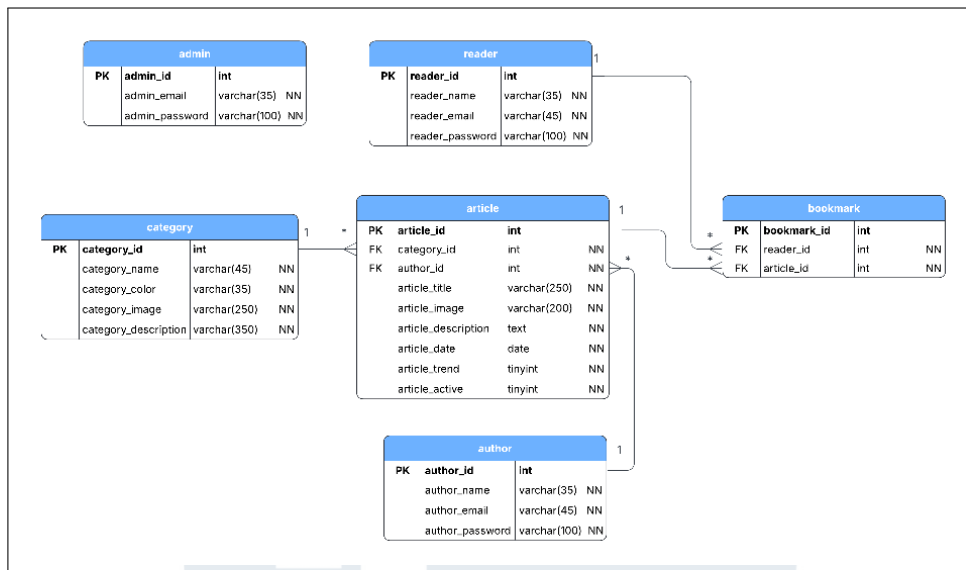 admin
PK admin_id int
admin_email varchar(35) NN
admin_password varchar(100) NN
reader
1
PK reader_id int
reader_name varchar(35) NN
reader_email varchar(45) NN
reader_password varchar(100) NN
category
1
PK category_id int
category_name varchar(45) NN
category_color varchar(35) NN
category_image varchar(250) NN
category_description varchar(350) NN
article
* 1
PK article_id int
FK category_id int NN
FK author_id int NN
*
article_title varchar(250) NN
article_image varchar(200) NN
article_description text NN
article_date date NN
article_trend tinyint NN
article_active tinyint NN
bookmark
PK bookmark_id int
* FK reader_id int NN
* FK article_id int NN
author
1
PK author_id int
author_name varchar(35) NN
author_email varchar(45) NN
author_password varchar(100) NN